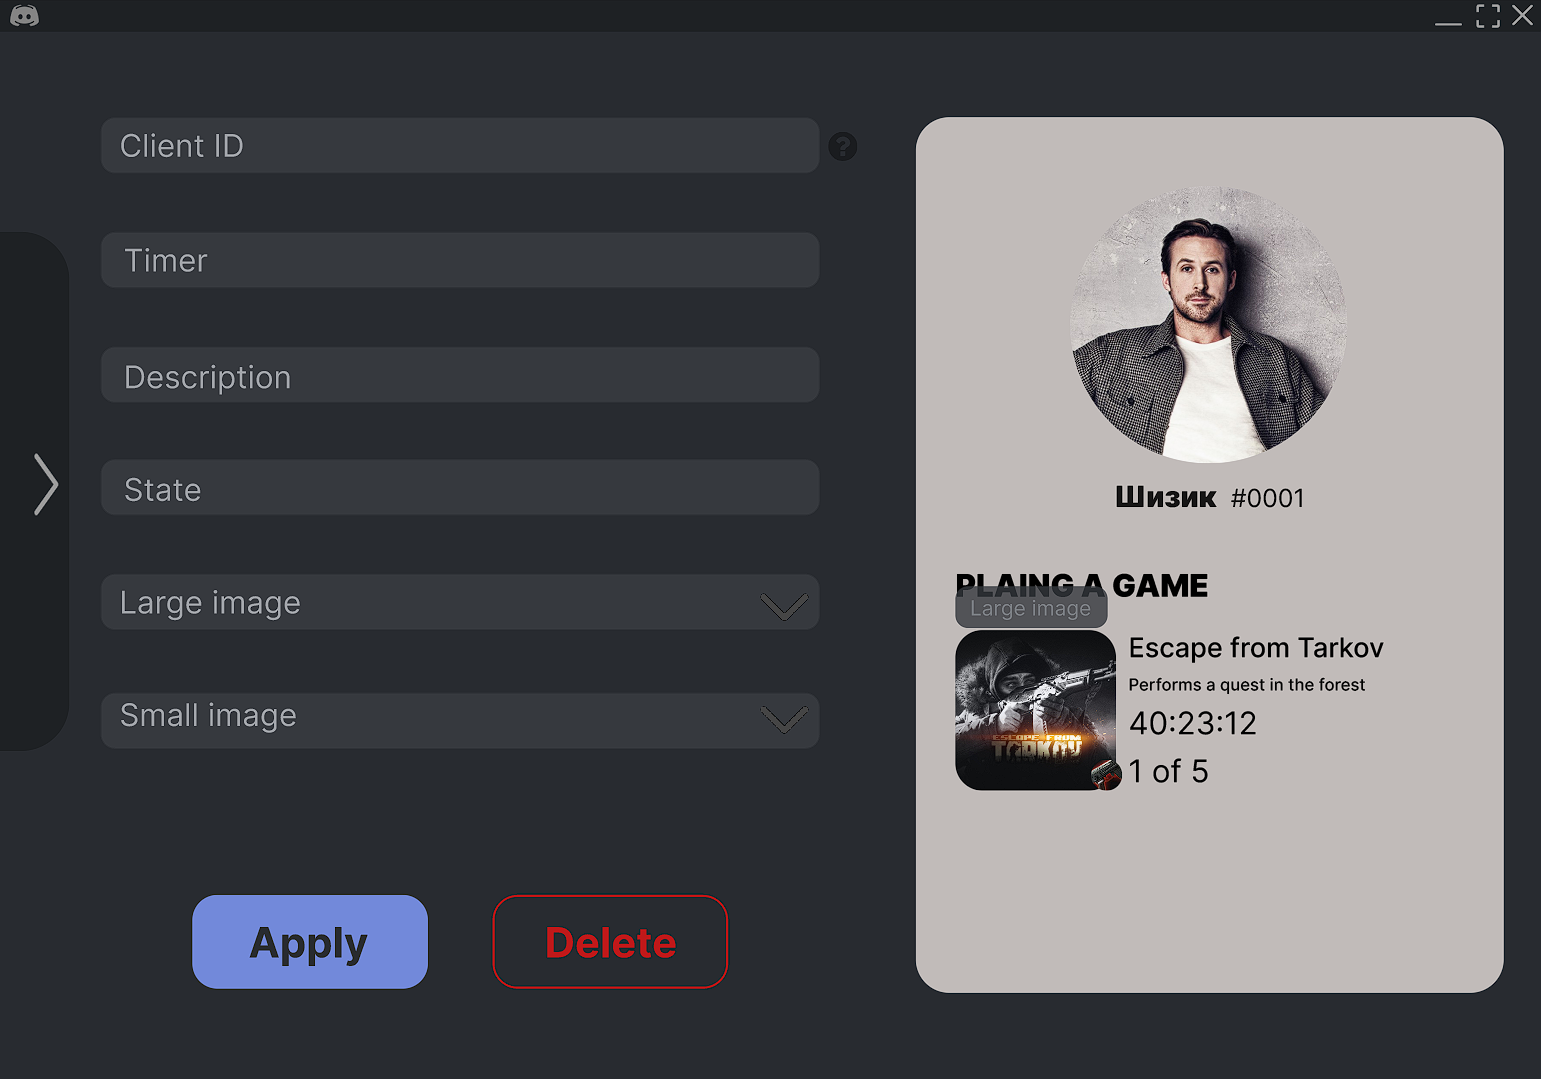 Client ID
?
Timer
Description
State
Large image
Small image
Apply
Delete
Шизик #0001
PLAING A GAME
Large image
ESCAPE FROM
TARKOV
Escape from Tarkov
Performs a quest in the forest
40:23:12
1 of 5